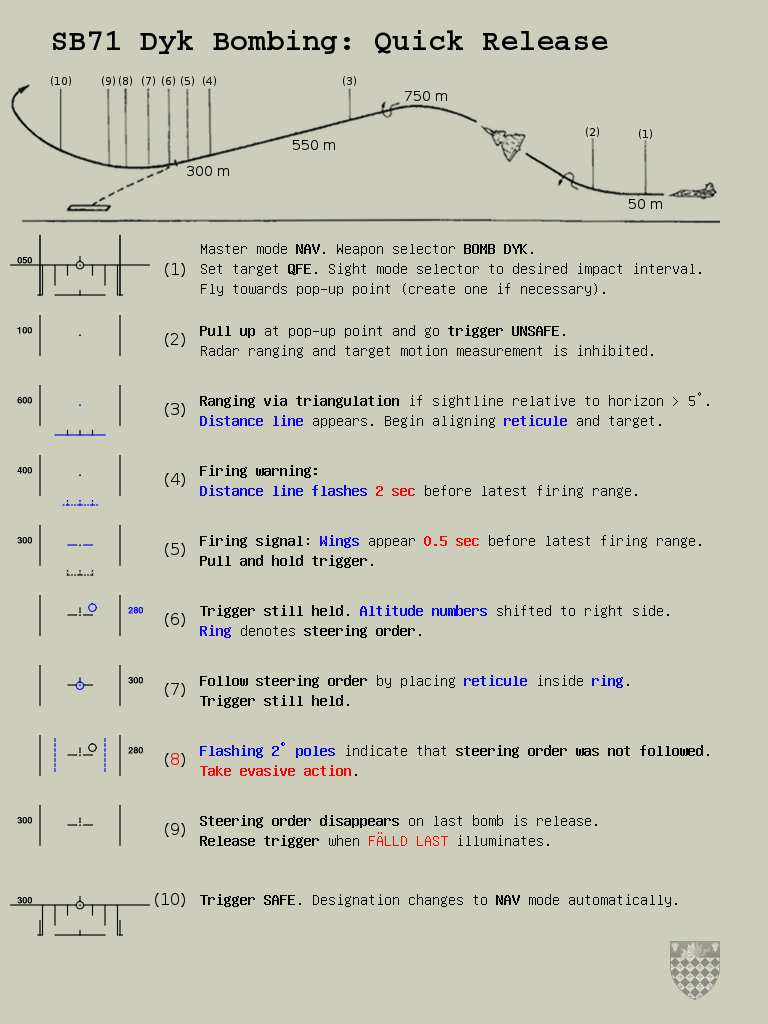 SB71 Dyk Bombing: Quick Release
(10) (9) (8) (7) (6) (5) (4) (3)
750 m
(2) (1)
550 m
300 m
50 m
050
(1)
Master mode NAV. Weapon selector BOMB DYK.
Set target QFE. Sight mode selector to desired impact interval.
Fly towards pop-up point (create one if necessary).
100
(2)
Pull up at pop-up point and go trigger UNSAFE.
Radar ranging and target motion measurement is inhibited.
600
(3)
Ranging via triangulation if sightline relative to horizon > 5°.
Distance line appears. Begin aligning reticule and target.
400
(4)
Firing warning:
Distance line flashes 2 sec before latest firing range.
300
(5)
Firing signal: Wings appear 0.5 sec before latest firing range.
Pull and hold trigger.
280
(6)
Trigger still held. Altitude numbers shifted to right side.
Ring denotes steering order.
300
(7)
Follow steering order by placing reticule inside ring.
Trigger still held.
280
(8)
Flashing 2° poles indicate that steering order was not followed.
Take evasive action.
300
(9)
Steering order disappears on last bomb is release.
Release trigger when FÄLLD LAST illuminates.
300
(10)
Trigger SAFE. Designation changes to NAV mode automatically.